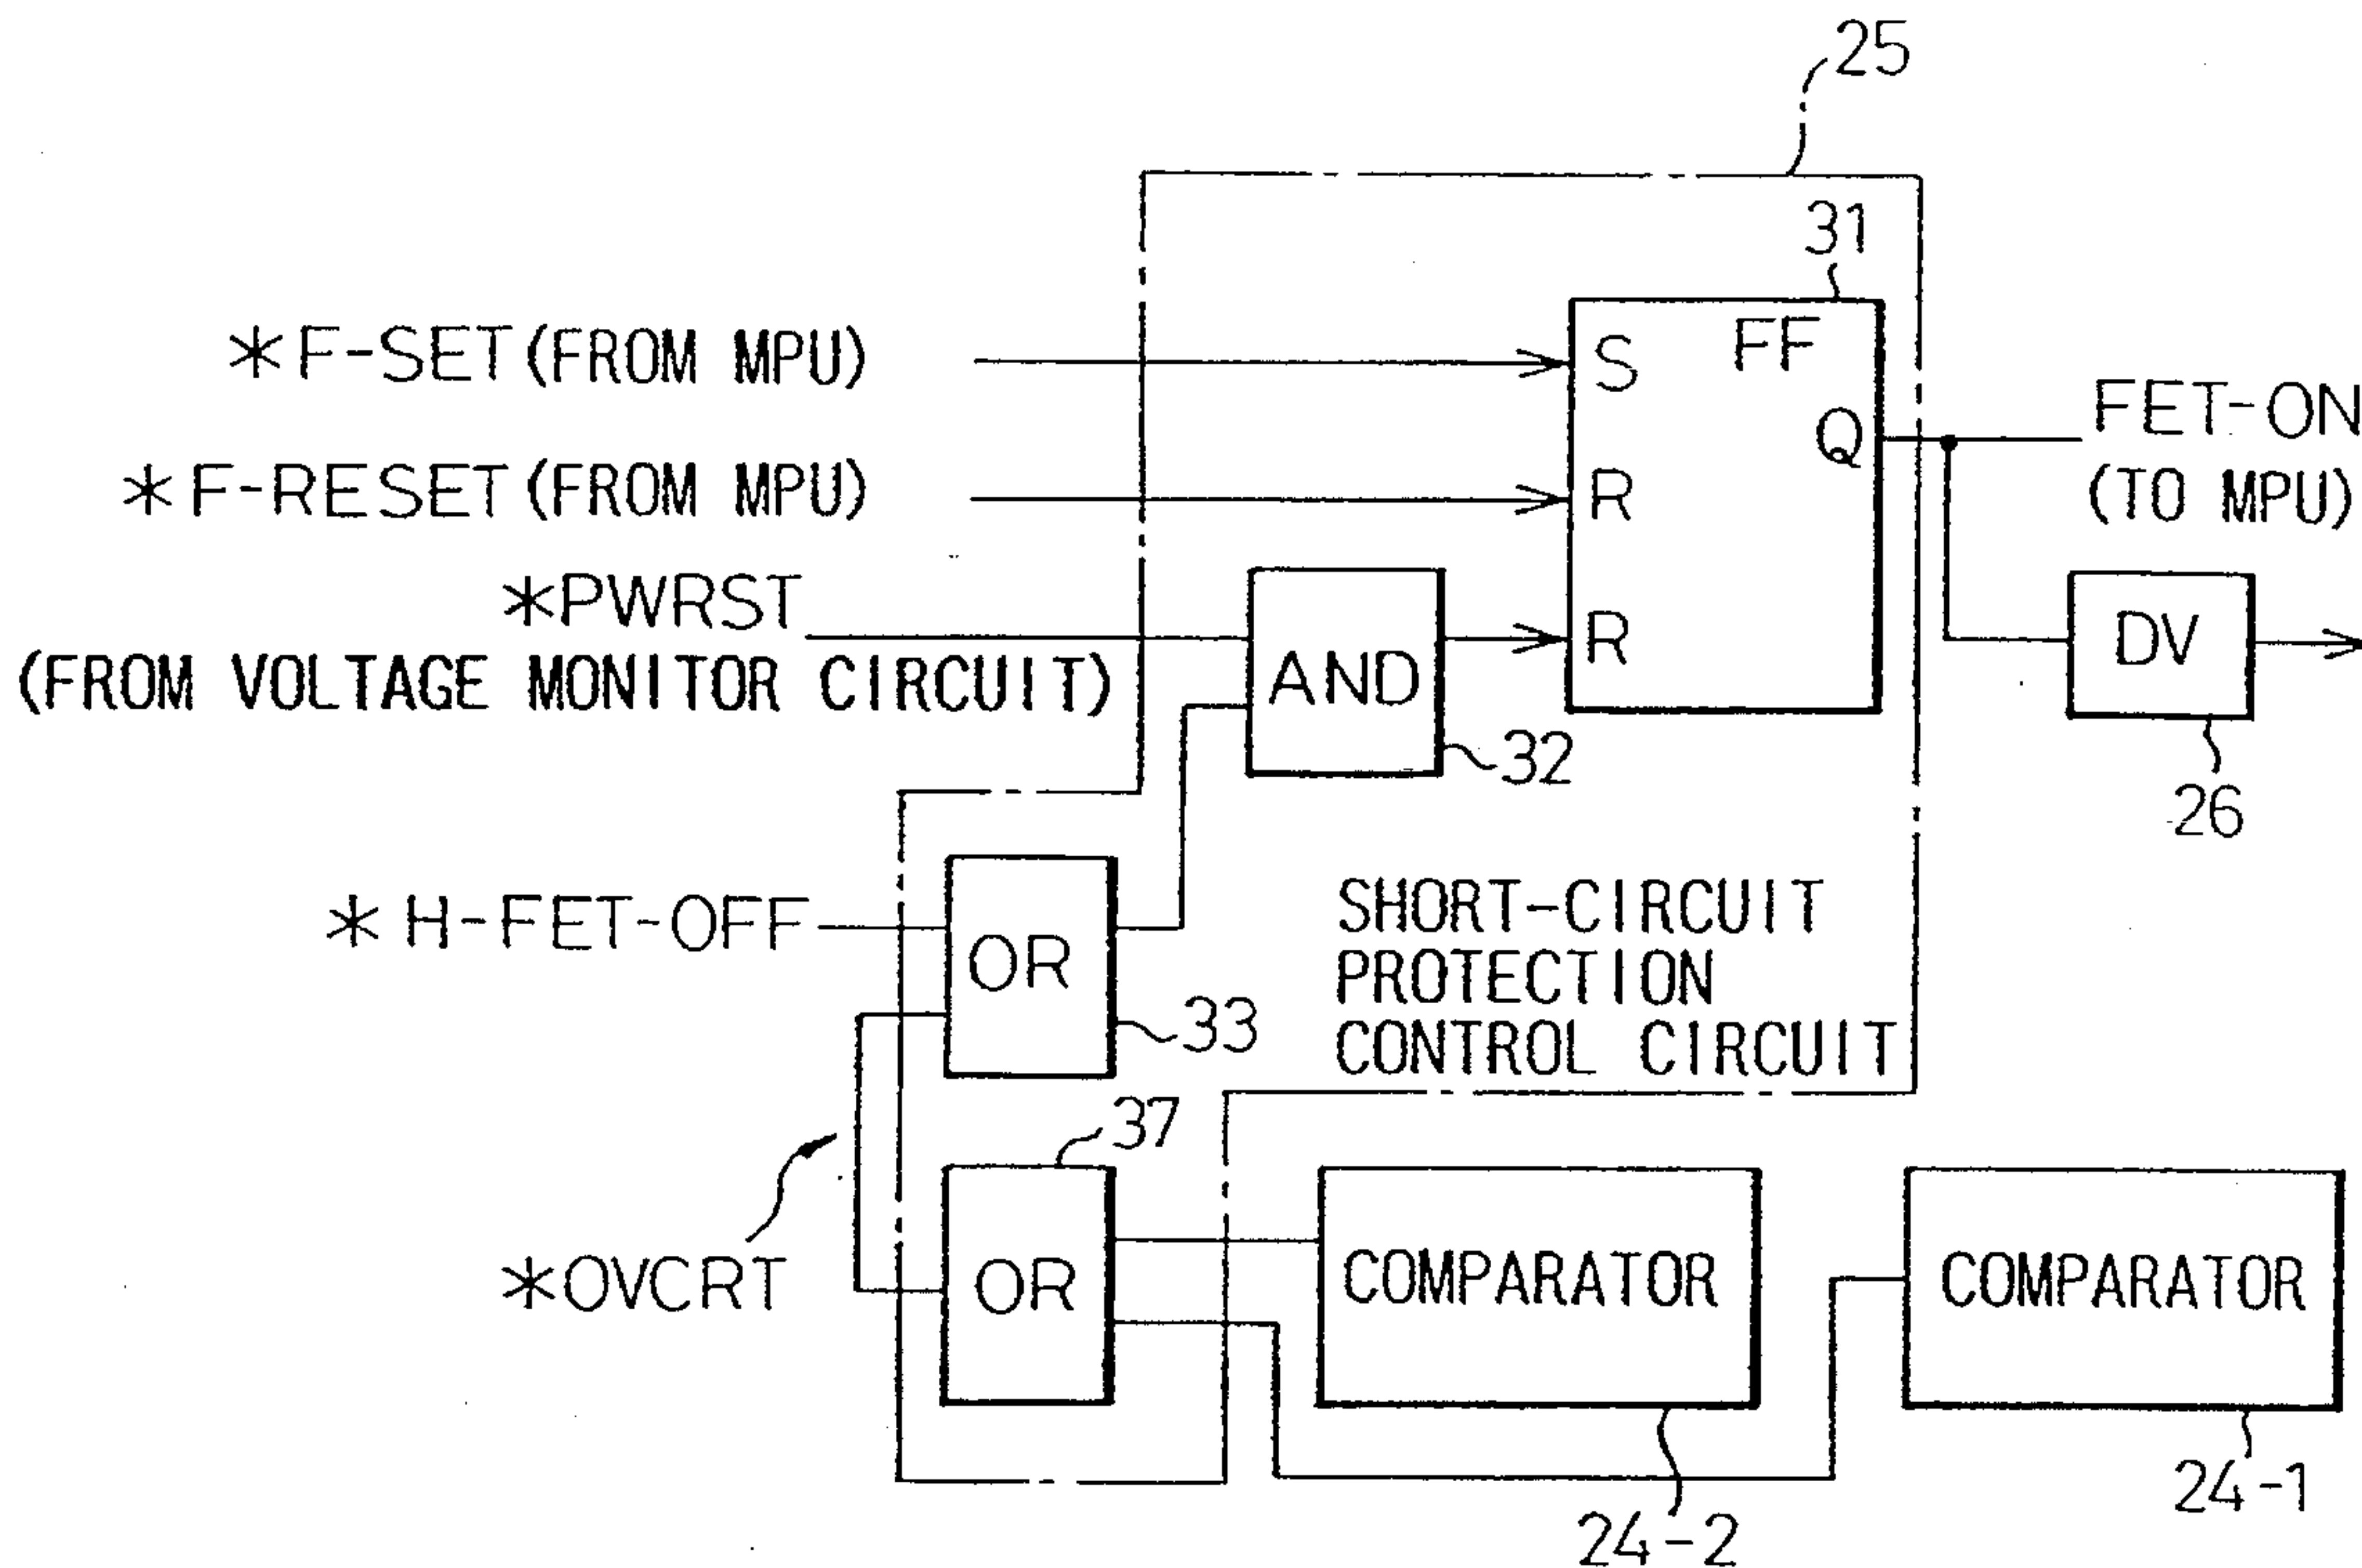 25
31
*F-SET (FROM MPU)
S
FF
Q
FET-ON
(TO MPU)
*F-RESET (FROM MPU)
R
*PWRST
(FROM VOLTAGE MONITOR CIRCUIT)
AND
R
DV
32
26
* H-FET-OFF
OR
33
SHORT-CIRCUIT
PROTECTION
CONTROL CIRCUIT
37
*OVCRT
OR
COMPARATOR
COMPARATOR
24-2
24-1